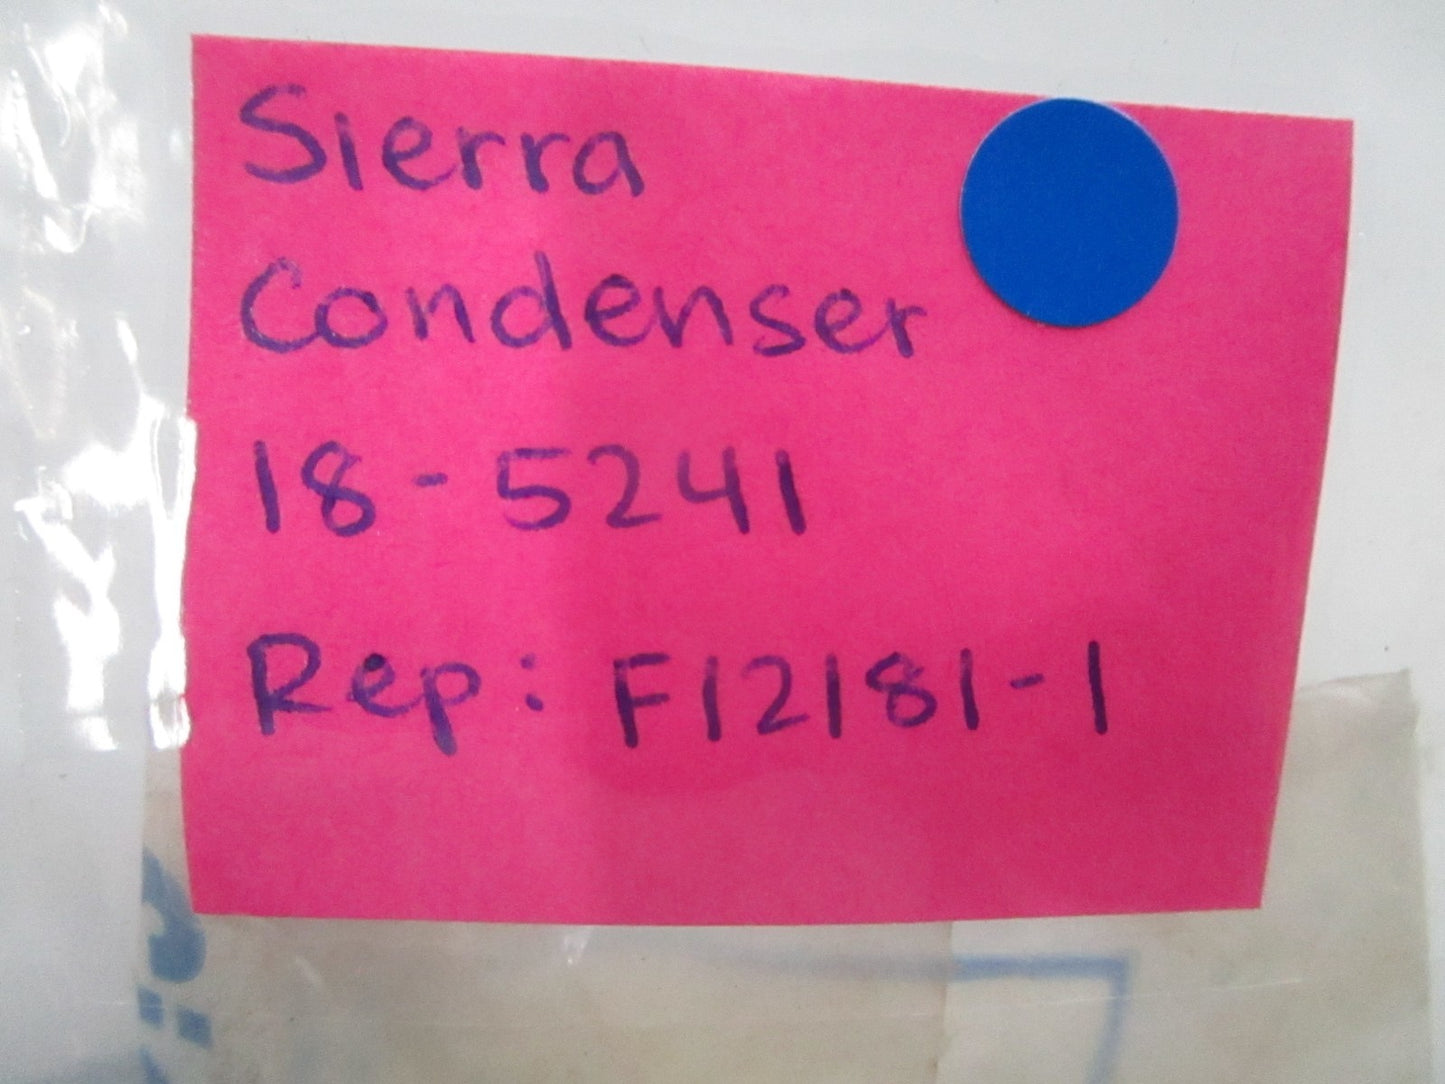 Sierra
Condenser
18-5241
Rep: F12181-1